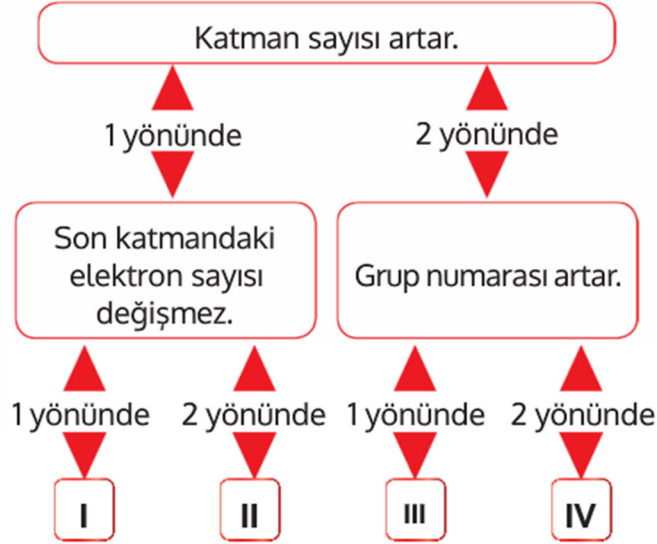 Katman sayısı artar.
1 yönünde 2 yönünde
Son katmandaki
elektron sayısı
değişmez.
Grup numarası artar.
1 yönünde 2 yönünde 1 yönünde 2 yönünde
I II III IV